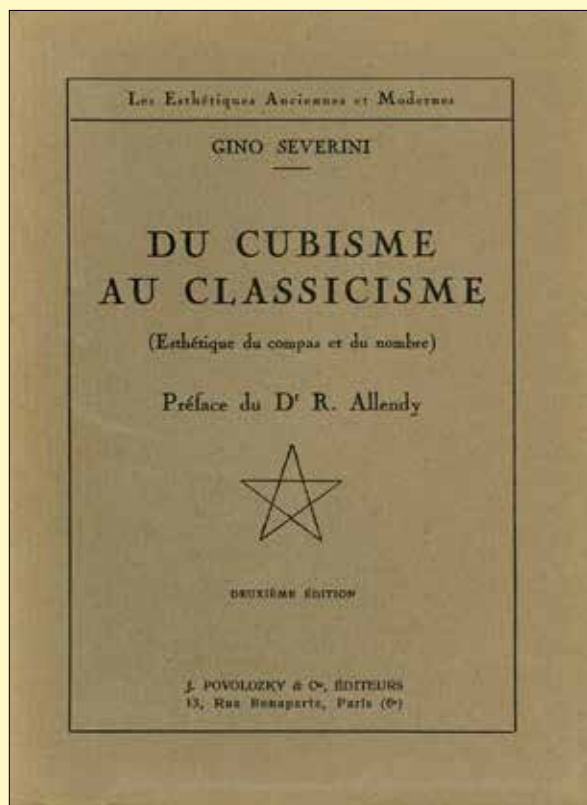 Les Esthétiques Anciennes et Modernes
GINO SEVERINI
DU CUBISME
AU CLASSICISME
(Esthétique du compas et du nombre)
Préface du Dr R. Allendy
DEUXIÈME ÉDITION
J. POVOLOZKY & Cie, ÉDITEURS
13, Rue Bonaparte, Paris (6e)